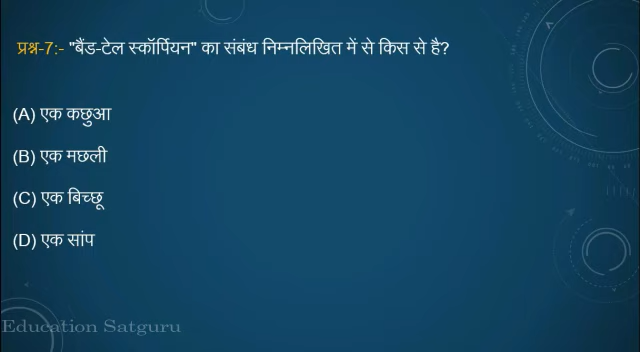 प्रश्न-7:- "बैंड-टेल स्कॉर्पियन" का संबंध निम्नलिखित में से किस से है?
(A) एक कछुआ
(B) एक मछली
(C) एक बिच्छू
(D) एक सांप
Education Satguru